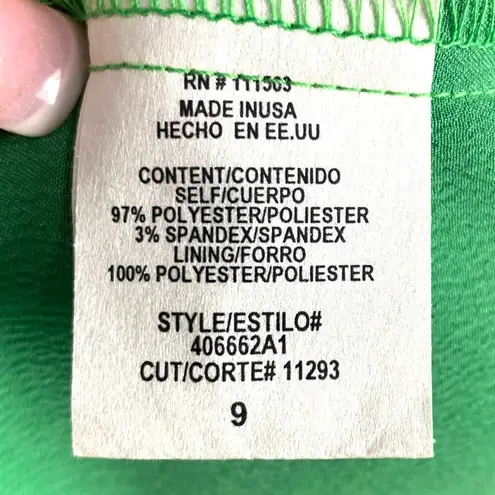 RN # 111503
MADE INUSA
HECHO EN EE.UU
CONTENT/CONTENIDO
SELF/CUERPO
97% POLYESTER/POLIESTER
3% SPANDEX/SPANDEX
LINING/FORRO
100% POLYESTER/POLIESTER
STYLE/ESTILO#
406662A1
CUT/CORTE# 11293
9